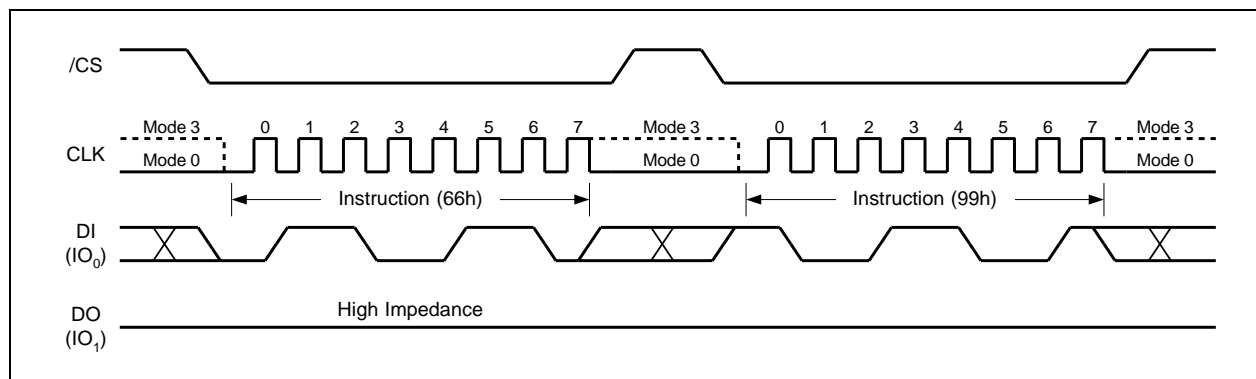 /CS
Mode 3 0 1 2 3 4 5 6 7 Mode 3 0 1 2 3 4 5 6 7 Mode 3
CLK
Mode 0 Mode 0 Mode 0
Instruction (66h) Instruction (99h)
DI
(IO0)
High Impedance
DO
(IO1)